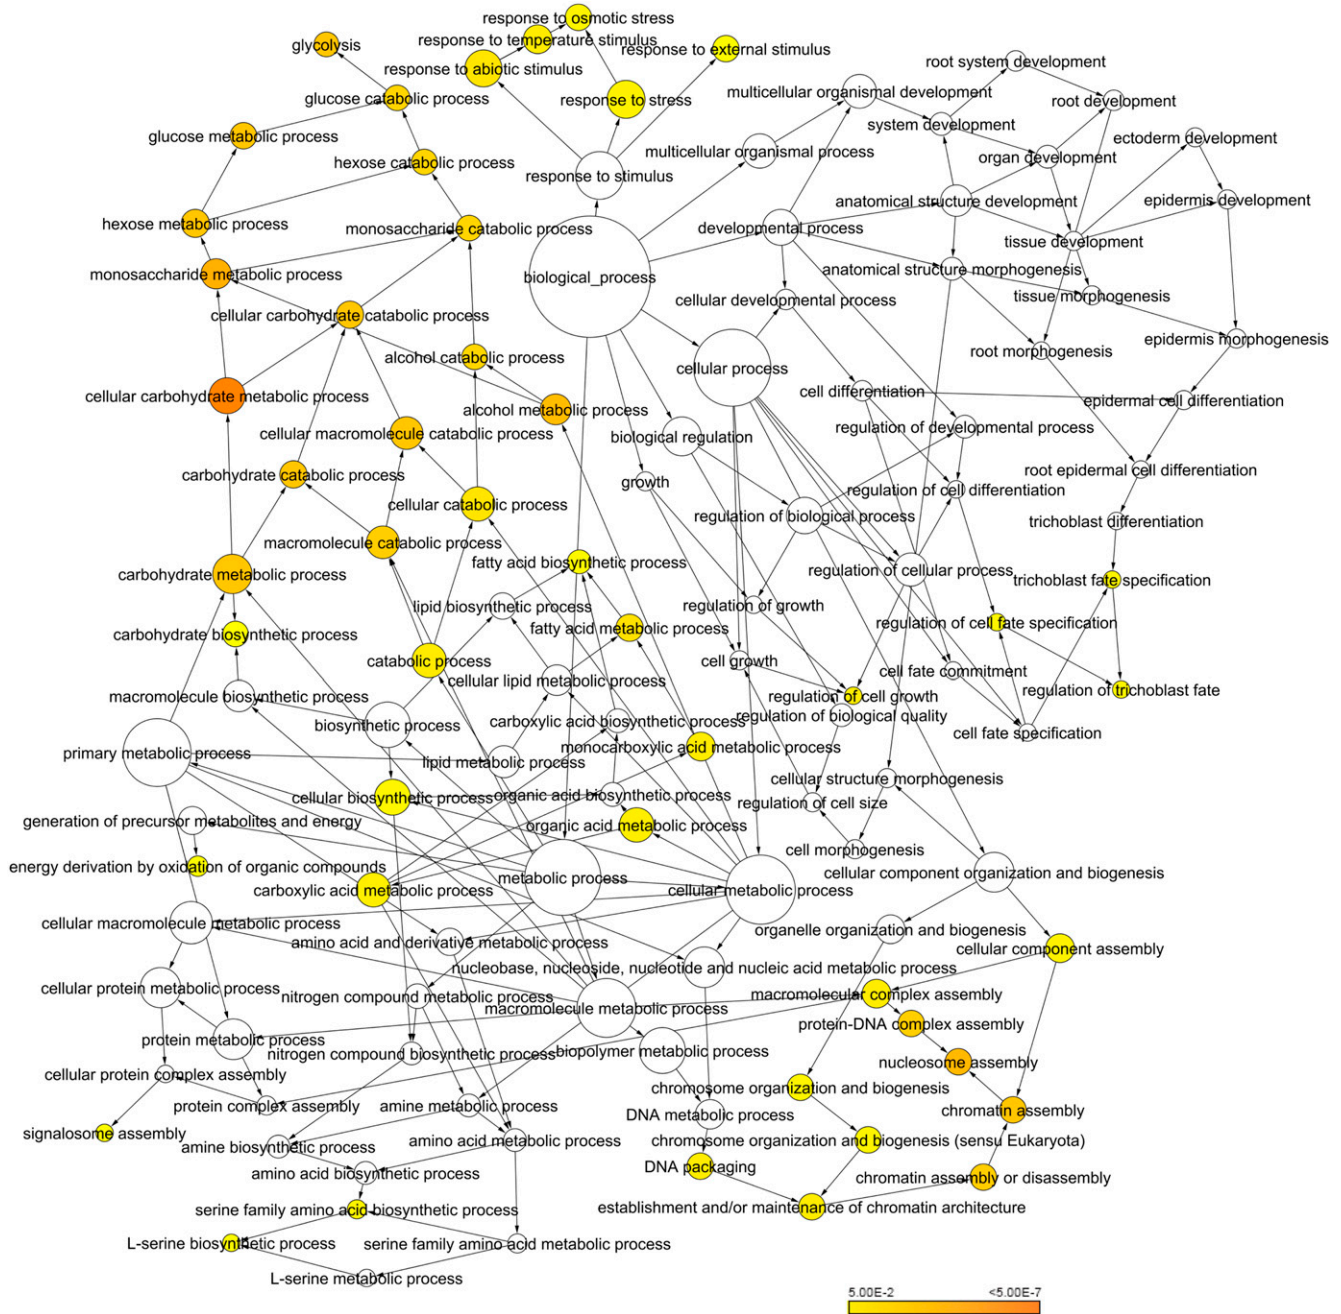 response to osmotic stress
glycolysis
response to temperature stimulus
response to external stimulus
root system development
response to abiotic stimulus
glucose catabolic process
response to stress
multicellular organismal development
root development
system development
glucose metabolic process
ectoderm development
multicellular organismal process
organ development
hexose catabolic process
response to stimulus
anatomical structure development
epidermis development
hexose metabolic process
monosaccharide catabolic process
developmental process
tissue development
monosaccharide metabolic process
biological_process
anatomical structure morphogenesis
cellular developmental process
tissue morphogenesis
cellular carbohydrate catabolic process
epidermis morphogenesis
root morphogenesis
alcohol catabolic process
cellular process
cellular carbohydrate metabolic process
cell differentiation
epidermal cell differentiation
alcohol metabolic process
cellular macromolecule catabolic process
biological regulation
regulation of developmental process
carbohydrate catabolic process
root epidermal cell differentiation
growth
regulation of cell differentiation
cellular catabolic process
regulation of biological process
trichoblast differentiation
macromolecule catabolic process
fatty acid biosynthetic process
regulation of cellular process
carbohydrate metabolic process
trichoblast fate specification
lipid biosynthetic process
regulation of growth
regulation of cell fate specification
fatty acid metabolic process
carbohydrate biosynthetic process
catabolic process
cell growth
cell fate commitment
cellular lipid metabolic process
regulation of trichoblast fate
macromolecule biosynthetic process
regulation of cell growth
regulation of biological quality
carboxylic acid biosynthetic process
biosynthetic process
cell fate specification
primary metabolic process
monocarboxylic acid metabolic process
lipid metabolic process
cellular structure morphogenesis
cellular biosynthetic process
organic acid biosynthetic process
regulation of cell size
generation of precursor metabolites and energy
organic acid metabolic process
cell morphogenesis
energy derivation by oxidation of organic compounds
cellular component organization and biogenesis
metabolic process
carboxylic acid metabolic process
cellular metabolic process
cellular macromolecule metabolic process
organelle organization and biogenesis
amino acid and derivative metabolic process
cellular component assembly
nucleobase, nucleoside, nucleotide and nucleic acid metabolic process
cellular protein metabolic process
nitrogen compound metabolic process
macromolecular complex assembly
macromolecule metabolic process
protein-DNA complex assembly
protein metabolic process
nitrogen compound biosynthetic process
biopolymer metabolic process
nucleosome assembly
cellular protein complex assembly
chromosome organization and biogenesis
protein complex assembly
amine metabolic process
DNA metabolic process
chromatin assembly
signalosome assembly
amine biosynthetic process
amino acid metabolic process
chromosome organization and biogenesis (sensu Eukaryota)
amino acid biosynthetic process
DNA packaging
chromatin assembly or disassembly
serine family amino acid biosynthetic process
establishment and/or maintenance of chromatin architecture
L-serine biosynthetic process
serine family amino acid metabolic process
L-serine metabolic process
5.00E-2 <5.00E-7